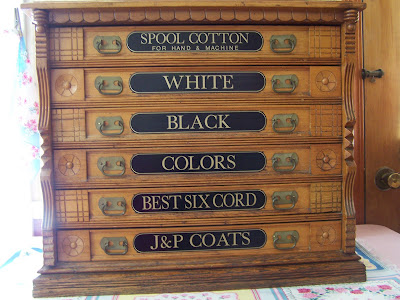 SPOOL COTTON
FOR HAND & MACHINE
WHITE
BLACK
COLORS
BEST SIX CORD
J&P COATS